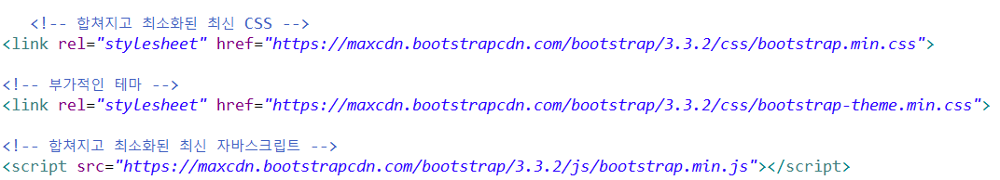 <!-- 합쳐지고 최소화된 최신 CSS -->
<link rel="stylesheet" href="https://maxcdn.bootstrapcdn.com/bootstrap/3.3.2/css/bootstrap.min.css">
<!-- 부가적인 테마 -->
<link rel="stylesheet" href="https://maxcdn.bootstrapcdn.com/bootstrap/3.3.2/css/bootstrap-theme.min.css">
<!-- 합쳐지고 최소화된 최신 자바스크립트 -->
<script src="https://maxcdn.bootstrapcdn.com/bootstrap/3.3.2/js/bootstrap.min.js"></script>